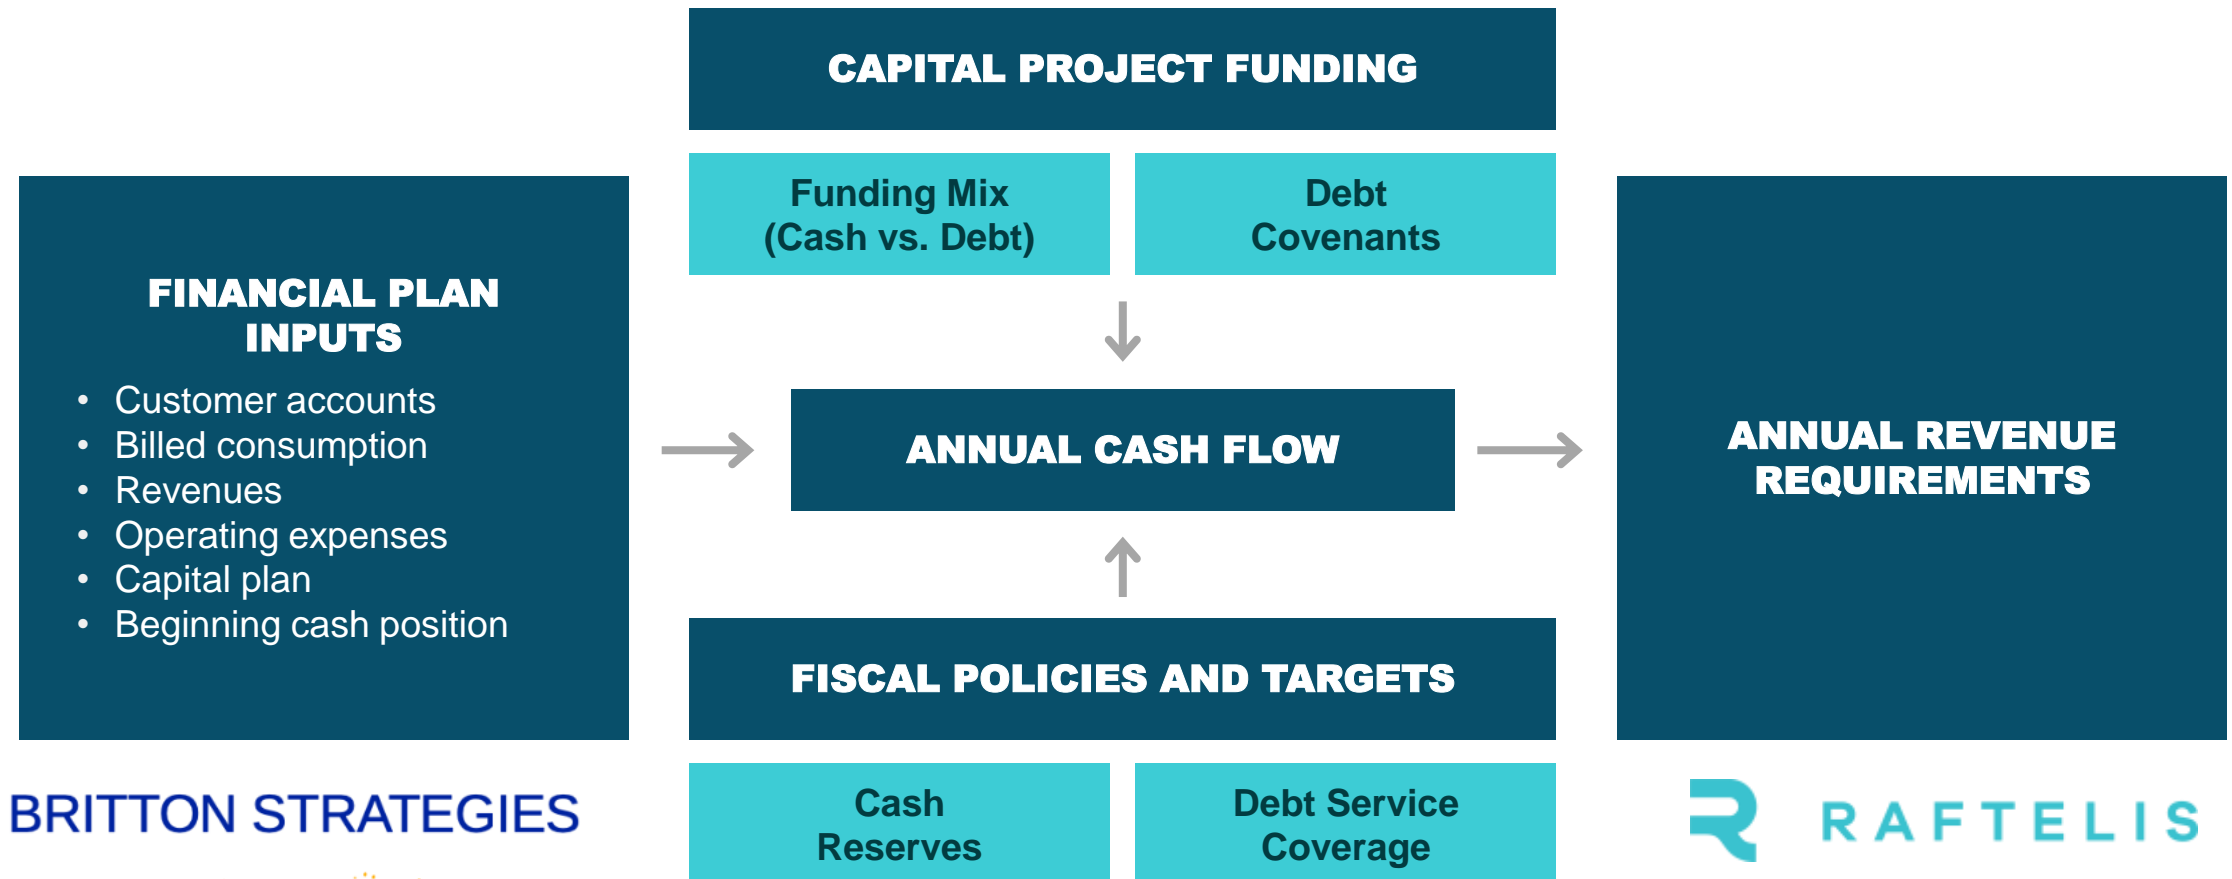 CAPITAL PROJECT FUNDING
Funding Mix
(Cash vs. Debt)
Debt
Covenants
FINANCIAL PLAN
INPUTS
• Customer accounts
• Billed consumption
• Revenues
• Operating expenses
• Capital plan
• Beginning cash position
ANNUAL CASH FLOW
ANNUAL REVENUE
REQUIREMENTS
FISCAL POLICIES AND TARGETS
Cash
Reserves
Debt Service
Coverage
BRITTON STRATEGIES
RAFTELIS